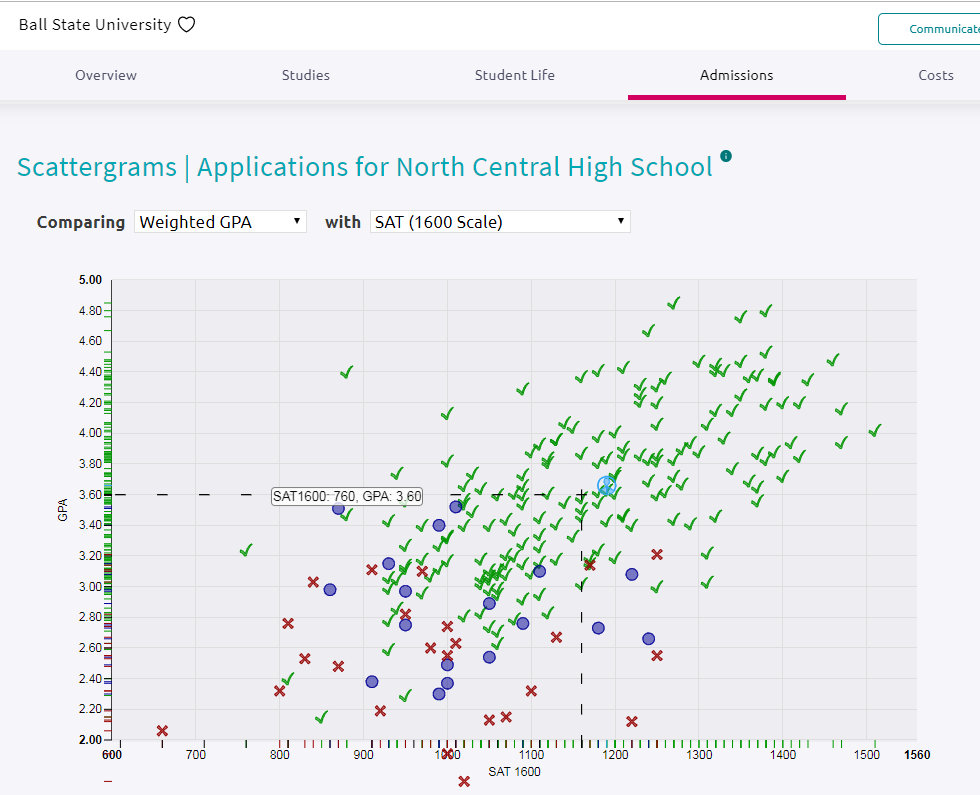 Ball State University
Communicate
Overview Studies Student Life Admissions Costs
Scattergrams | Applications for North Central High School i
Comparing Weighted GPA with SAT (1600 Scale)
5.00
4.80
4.60
4.40
4.20
4.00
3.80
3.60
SAT1600: 760, GPA: 3.60
GPA
3.40
3.20
3.00
2.80
2.60
2.40
2.20
2.00
600 700 800 900 1000 1100 1200 1300 1400 1500 1560
SAT 1600